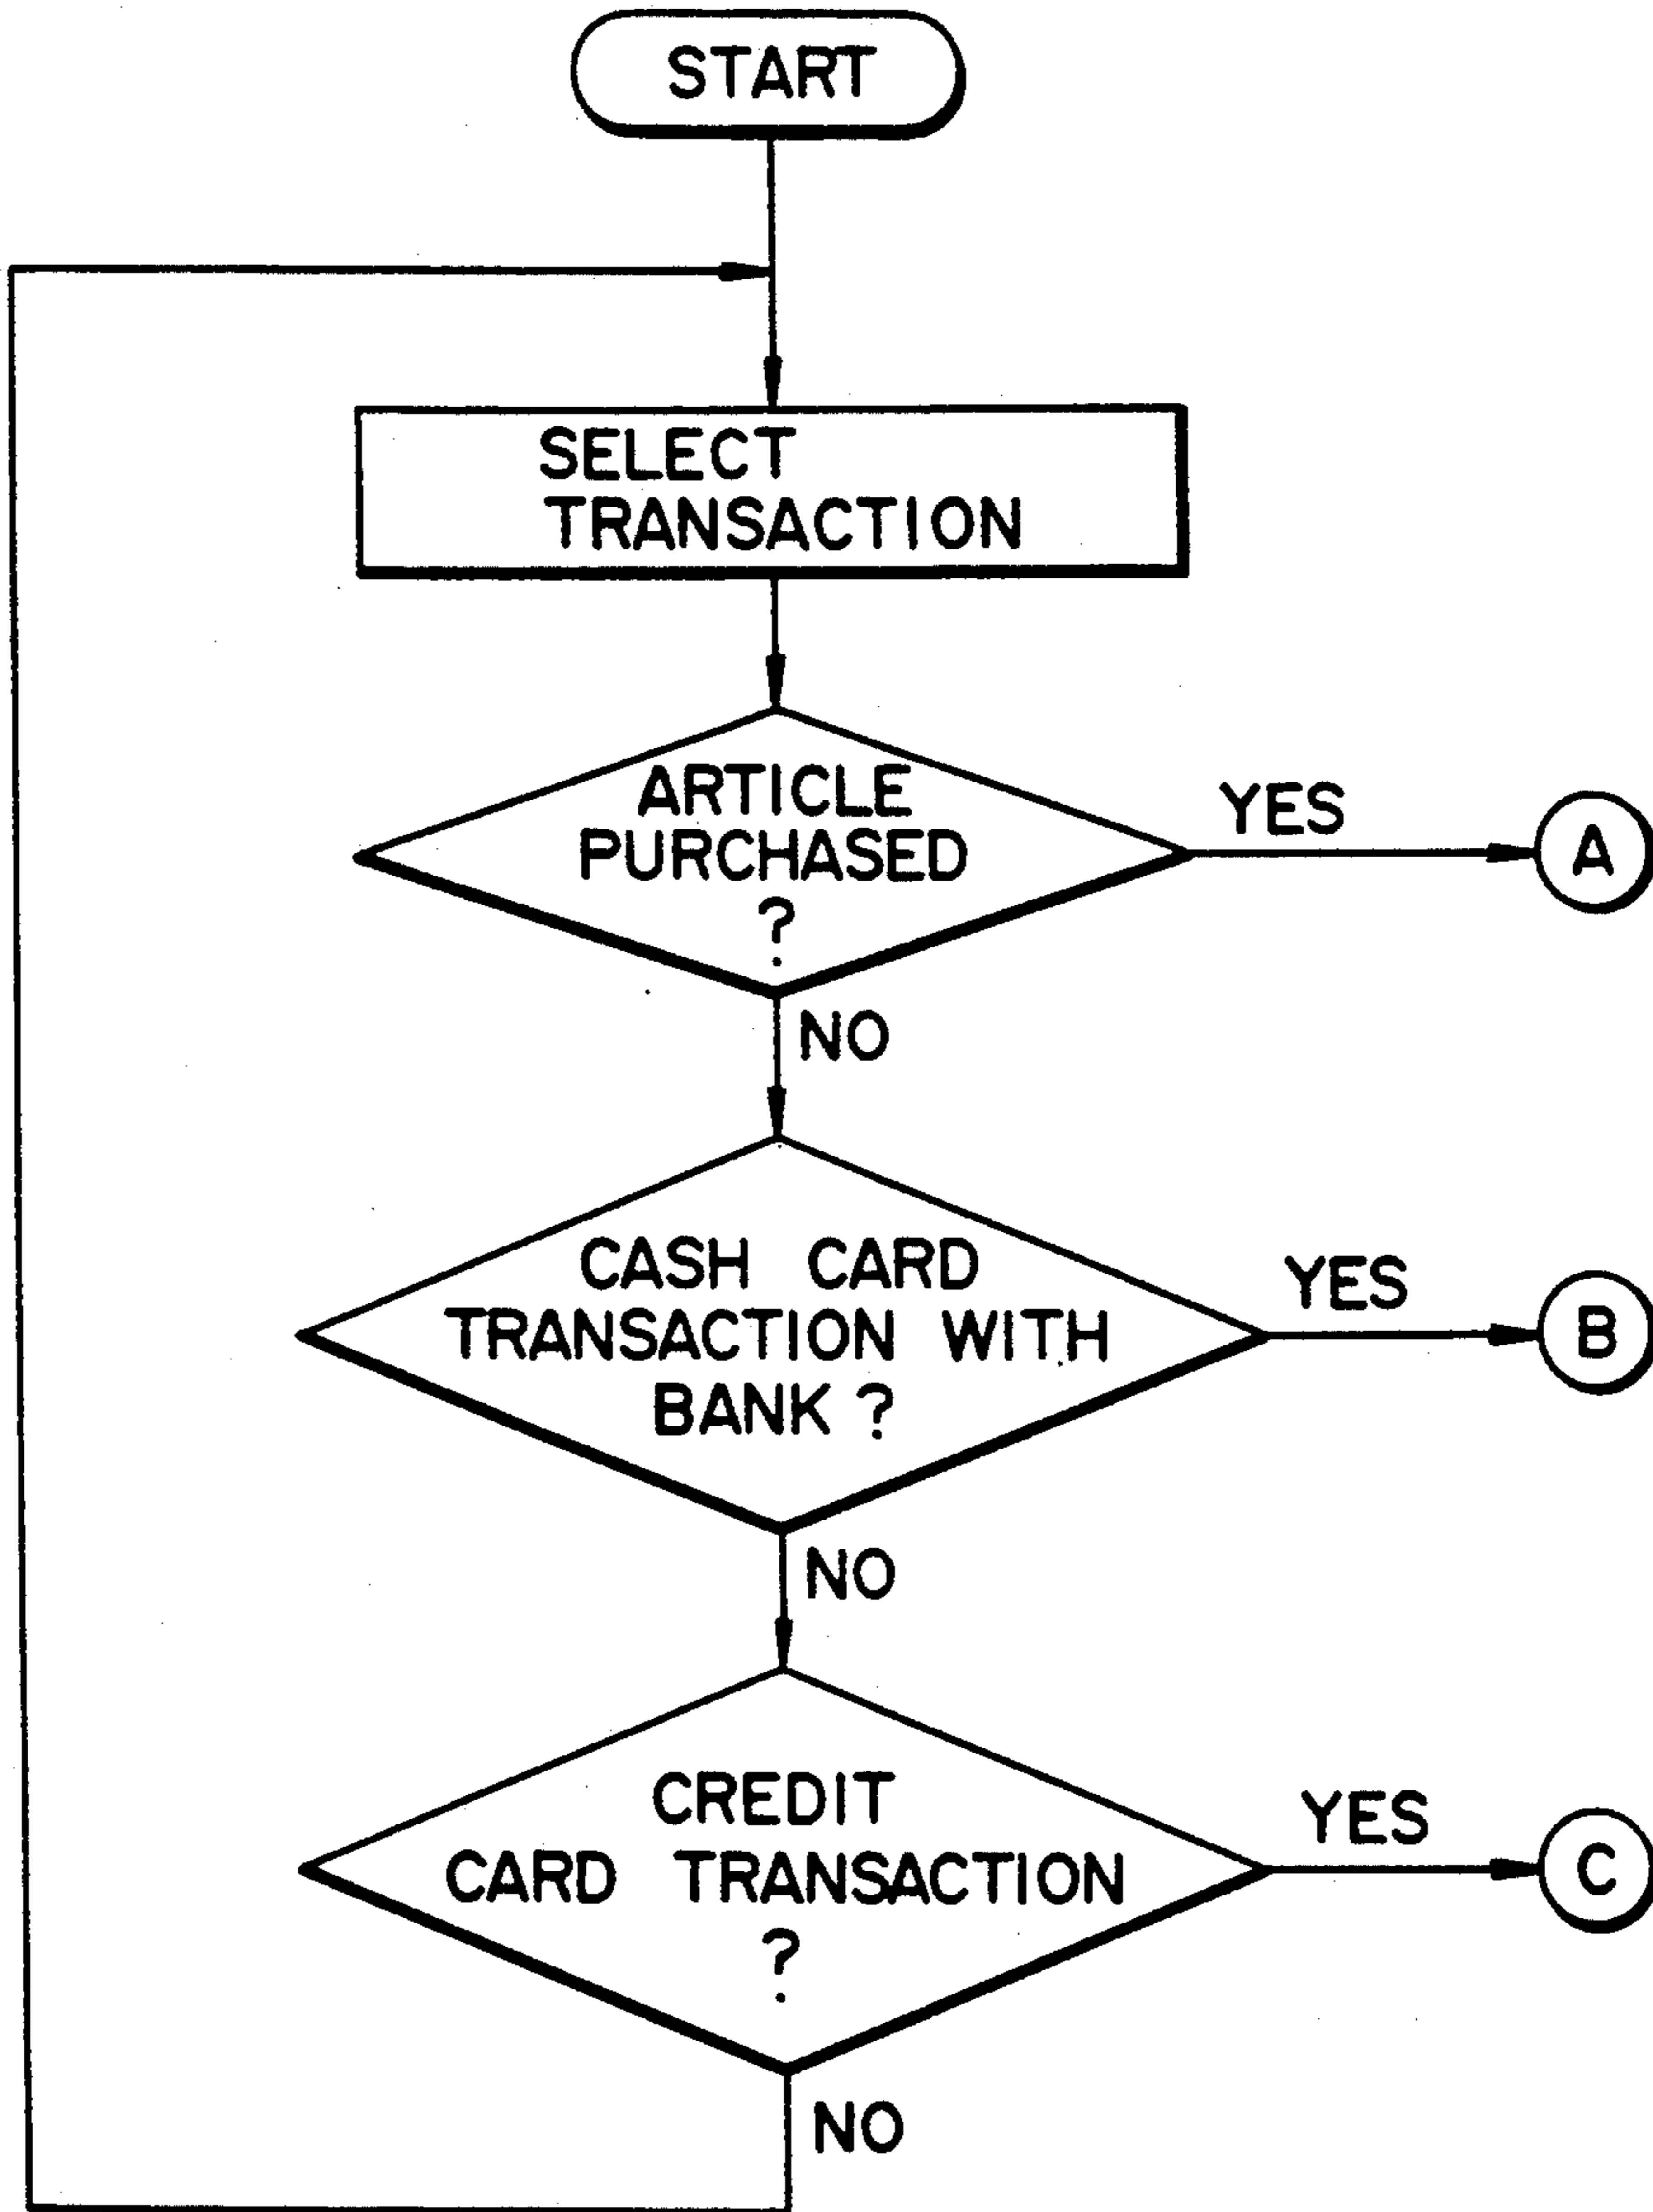 START
SELECT
TRANSACTION
ARTICLE
PURCHASED
?
YES
A
NO
CASH CARD
TRANSACTION WITH
BANK ?
YES
B
NO
CREDIT
CARD TRANSACTION
?
YES
C
NO